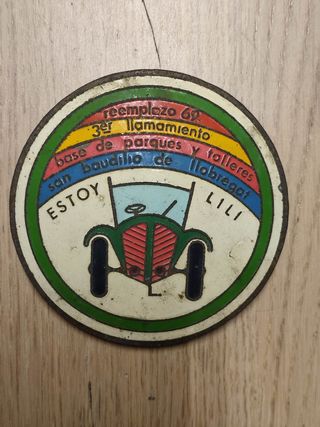 reemplazo 69
3er llamamiento
base de parques y talleres
san baudilio de llobregat
ESTOY LILI
L